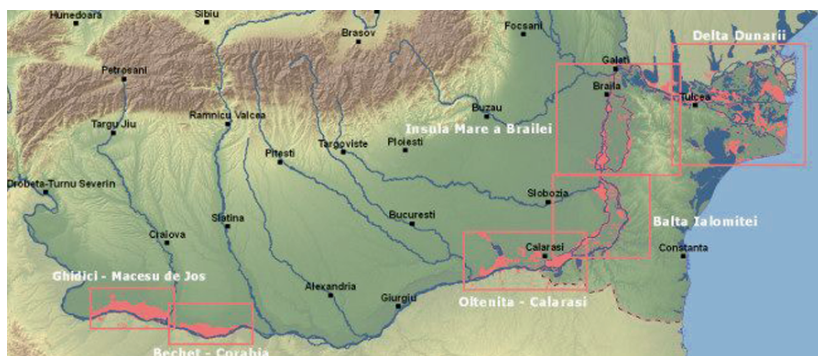 Hunedoara
Sibiu
Brasov
Focsani
Delta Dunarii
Petrosani
Galati
Braila
Tulcea
Targu Jiu
Ramnicu Valcea
Buzau
Insula Mare a Brailei
Pitesti
Targoviste
Ploiesti
Drobeta-Turnu Severin
Slobozia
Slatina
Bucuresti
Balta Ialomitei
Craiova
Calarasi
Constanta
Ghidici - Macesu de Jos
Alexandria
Giurgiu
Oltenita - Calarasi
Bechet - Corabia